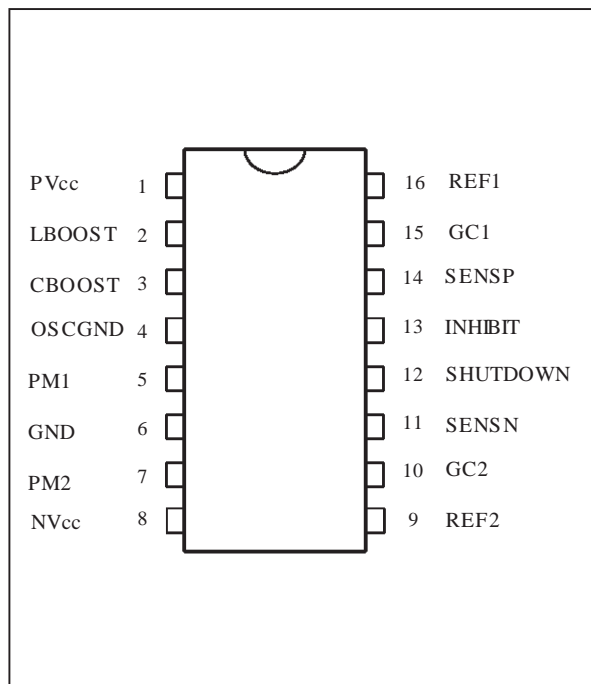 PVcc 1 16 REF1
LBOOST 2 15 GC1
CBOOST 3 14 SENSP
OSCGND 4 13 INHIBIT
PM1 5 12 SHUTDOWN
GND 6 11 SENSN
PM2 7 10 GC2
NVcc 8 9 REF2